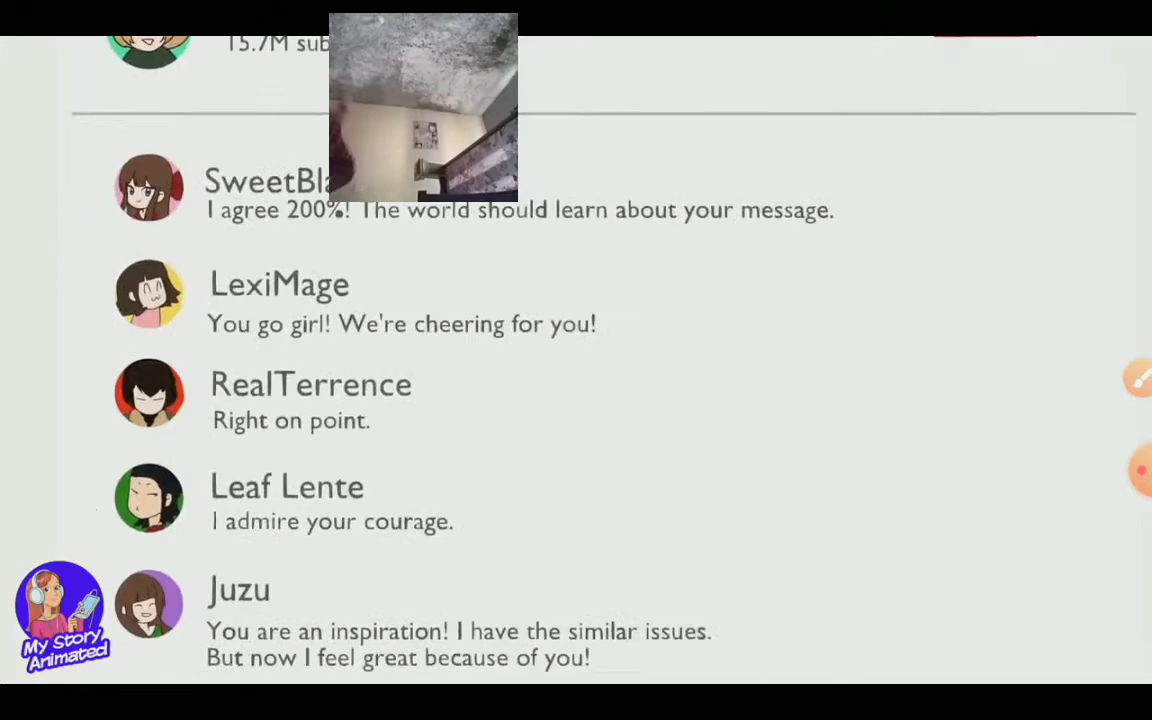 15.7M
I agree 200%! The world should learn about your message.
LexiMage
You go girl! We're cheering for you!
RealTerrence
Right on point.
Leaf Lente
I admire your courage.
Juzu
You are an inspiration! I have the similar issues.
But now I feel great because of you!
My Story
Animated